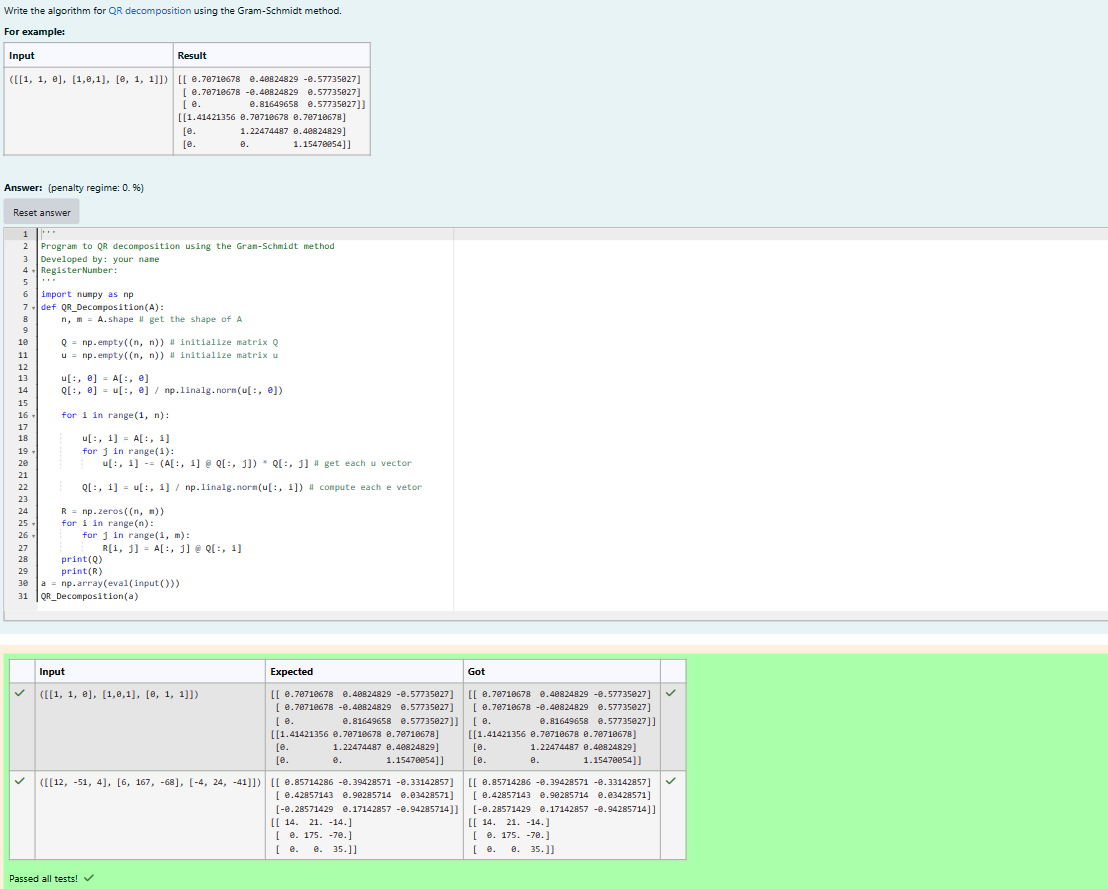 Write the algorithm for QR decomposition using the Gram-Schmidt method.
For example:
Input Result
([[1, 1, 0], [1,0,1], [0, 1, 1]]) [[ 0.70710678 0.40824829 -0.57735027]
[ 0.70710678 -0.40824829 0.57735027]
[ 0. 0.81649658 0.57735027]]
[[1.41421356 0.70710678 0.70710678]
[0. 1.22474487 0.40824829]
[0. 0. 1.15470054]]
Answer: (penalty regime: 0. %)
Reset answer
1 '''
2 Program to QR decomposition using the Gram-Schmidt method
3 Developed by: your name
4 RegisterNumber:
5 '''
6 import numpy as np
7 def QR_Decomposition(A):
8 n, m = A.shape # get the shape of A
9
10 Q = np.empty((n, n)) # initialize matrix Q
11 u = np.empty((n, n)) # initialize matrix u
12
13 u[:, 0] = A[:, 0]
14 Q[:, 0] = u[:, 0] / np.linalg.norm(u[:, 0])
15
16 for i in range(1, n):
17
18 u[:, i] = A[:, i]
19 for j in range(i):
20 u[:, i] -= (A[:, i] @ Q[:, j]) * Q[:, j] # get each u vector
21
22 Q[:, i] = u[:, i] / np.linalg.norm(u[:, i]) # compute each e vetor
23
24 R = np.zeros((n, m))
25 for i in range(n):
26 for j in range(i, m):
27 R[i, j] = A[:, j] @ Q[:, i]
28 print(Q)
29 print(R)
30 a = np.array(eval(input()))
31 QR_Decomposition(a)
Input Expected Got
([[1, 1, 0], [1,0,1], [0, 1, 1]]) [[ 0.70710678 0.40824829 -0.57735027] [[ 0.70710678 0.40824829 -0.57735027]
[ 0.70710678 -0.40824829 0.57735027] [ 0.70710678 -0.40824829 0.57735027]
[ 0. 0.81649658 0.57735027]] [ 0. 0.81649658 0.57735027]]
[[1.41421356 0.70710678 0.70710678] [[1.41421356 0.70710678 0.70710678]
[0. 1.22474487 0.40824829] [0. 1.22474487 0.40824829]
[0. 0. 1.15470054]] [0. 0. 1.15470054]]
([[12, -51, 4], [6, 167, -68], [-4, 24, -41]]) [[ 0.85714286 -0.39428571 -0.33142857] [[ 0.85714286 -0.39428571 -0.33142857]
[ 0.42857143 0.90285714 0.03428571] [ 0.42857143 0.90285714 0.03428571]
[-0.28571429 0.17142857 -0.94285714]] [-0.28571429 0.17142857 -0.94285714]]
[[ 14. 21. -14.] [[ 14. 21. -14.]
[ 0. 175. -70.] [ 0. 175. -70.]
[ 0. 0. 35.]] [ 0. 0. 35.]]
Passed all tests!